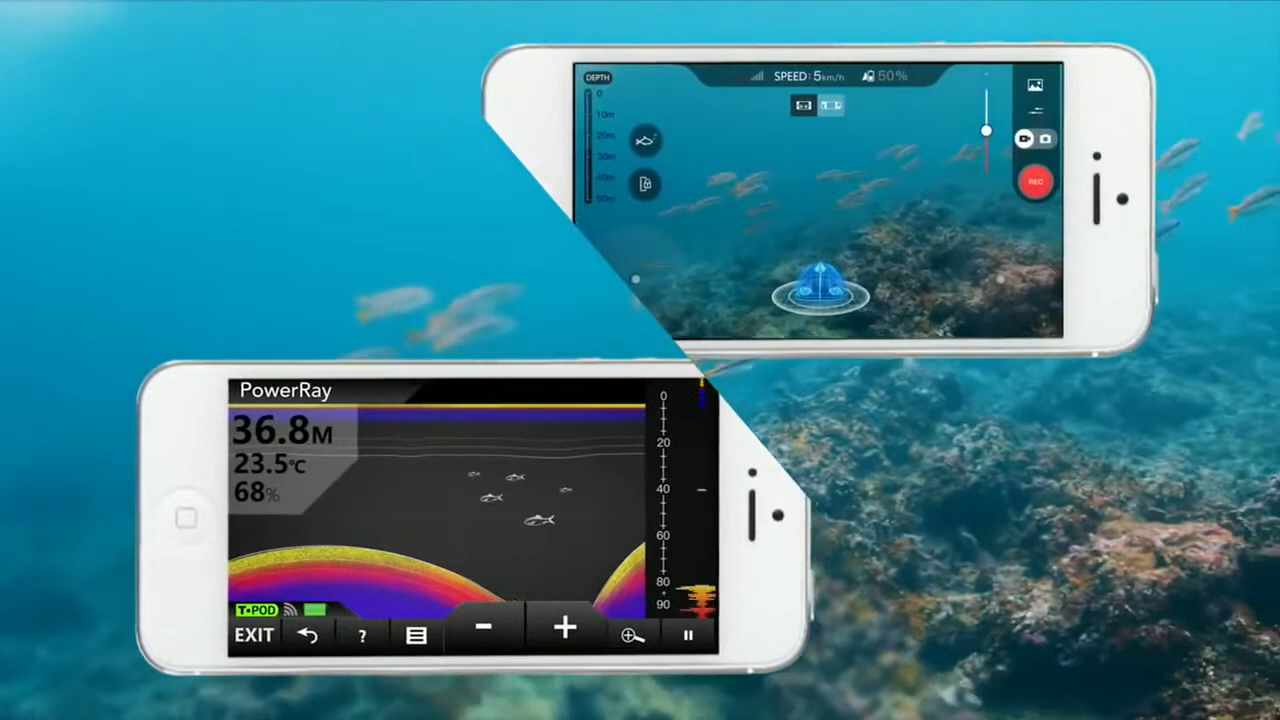 DEPTH
SPEED: 5km/h
50%
0
10m
20m
30m
40m
50m
REC
PowerRay
36.8M
23.5°C
68%
0
20
40
60
80
90
T•POD
EXIT
?